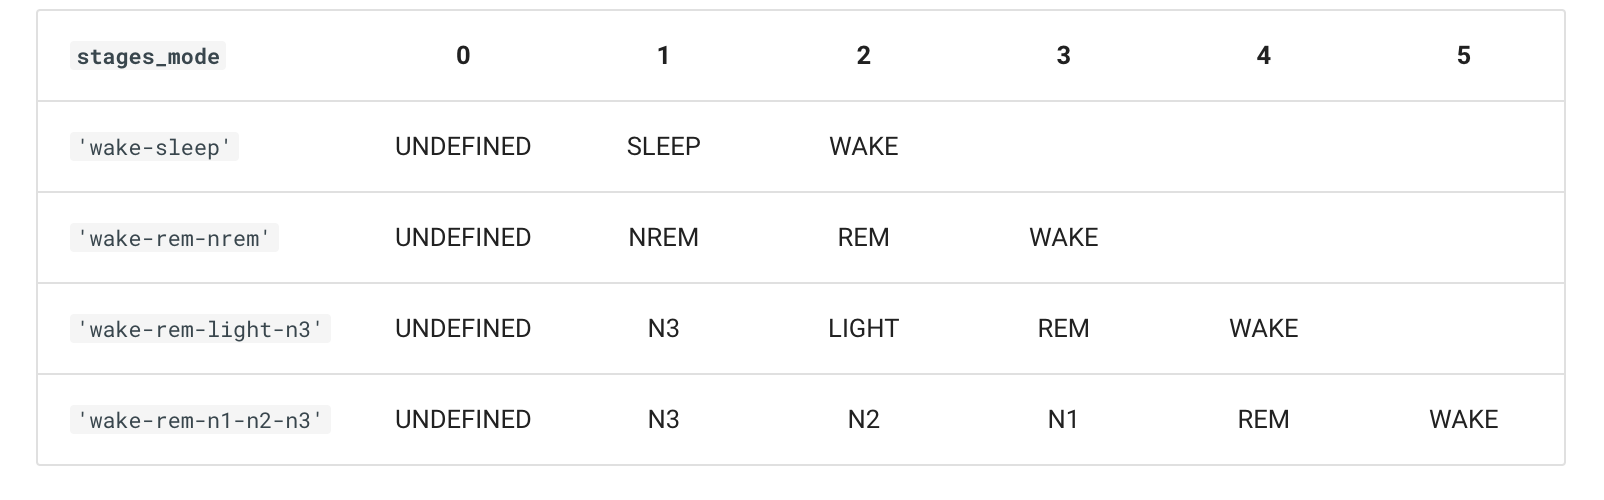 stages_mode 0 1 2 3 4 5
'wake-sleep' UNDEFINED SLEEP WAKE
'wake-rem-nrem' UNDEFINED NREM REM WAKE
'wake-rem-light-n3' UNDEFINED N3 LIGHT REM WAKE
'wake-rem-n1-n2-n3' UNDEFINED N3 N2 N1 REM WAKE